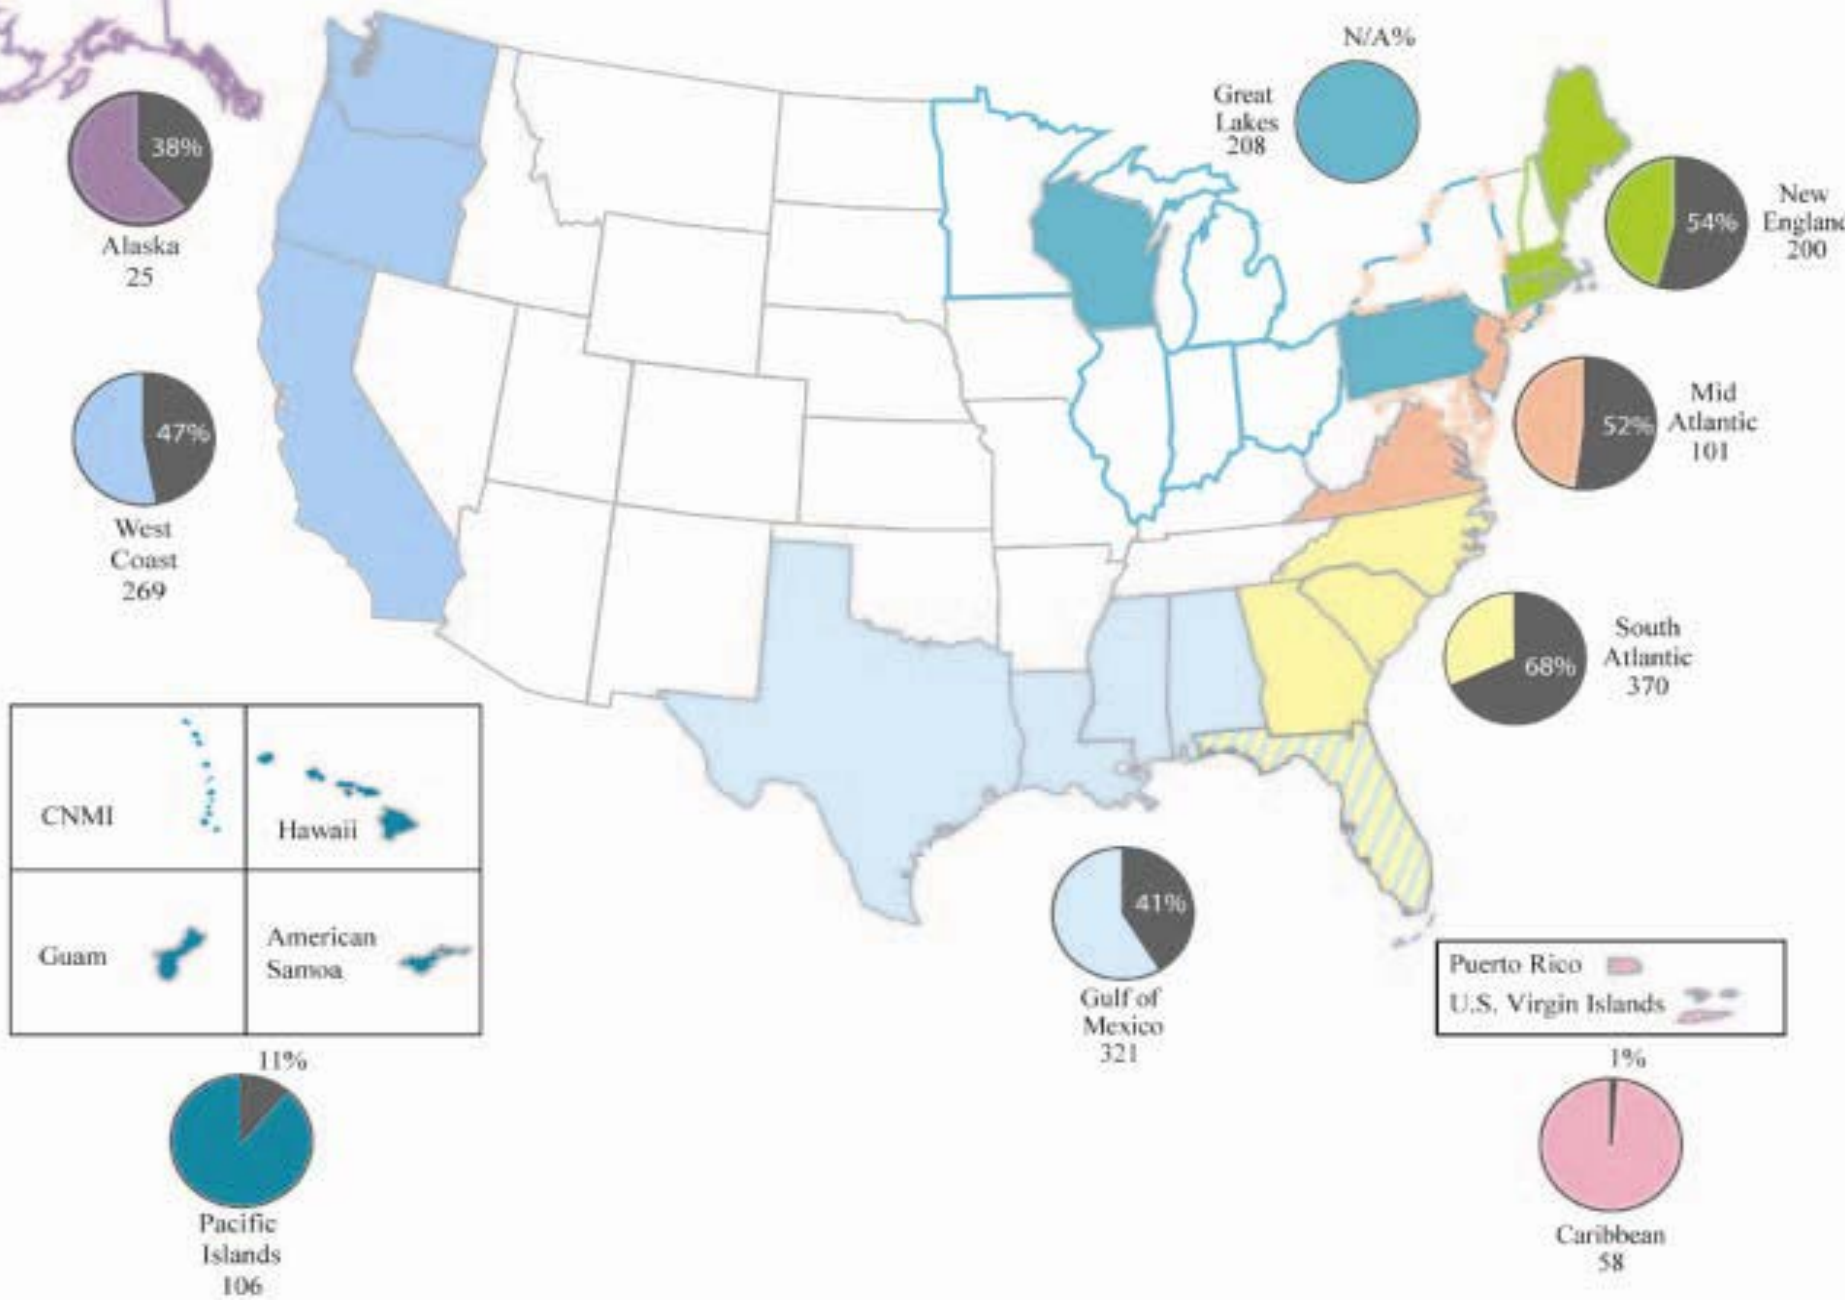 N/A%
Great
Lakes
208
38%
Alaska
25
54%
New
England
200
47%
West
Coast
269
52%
Mid
Atlantic
101
68%
South
Atlantic
370
CNMI
Hawaii
Guam
American
Samoa
41%
Gulf of
Mexico
321
Puerto Rico
U.S. Virgin Islands
11%
Pacific
Islands
106
1%
Caribbean
58